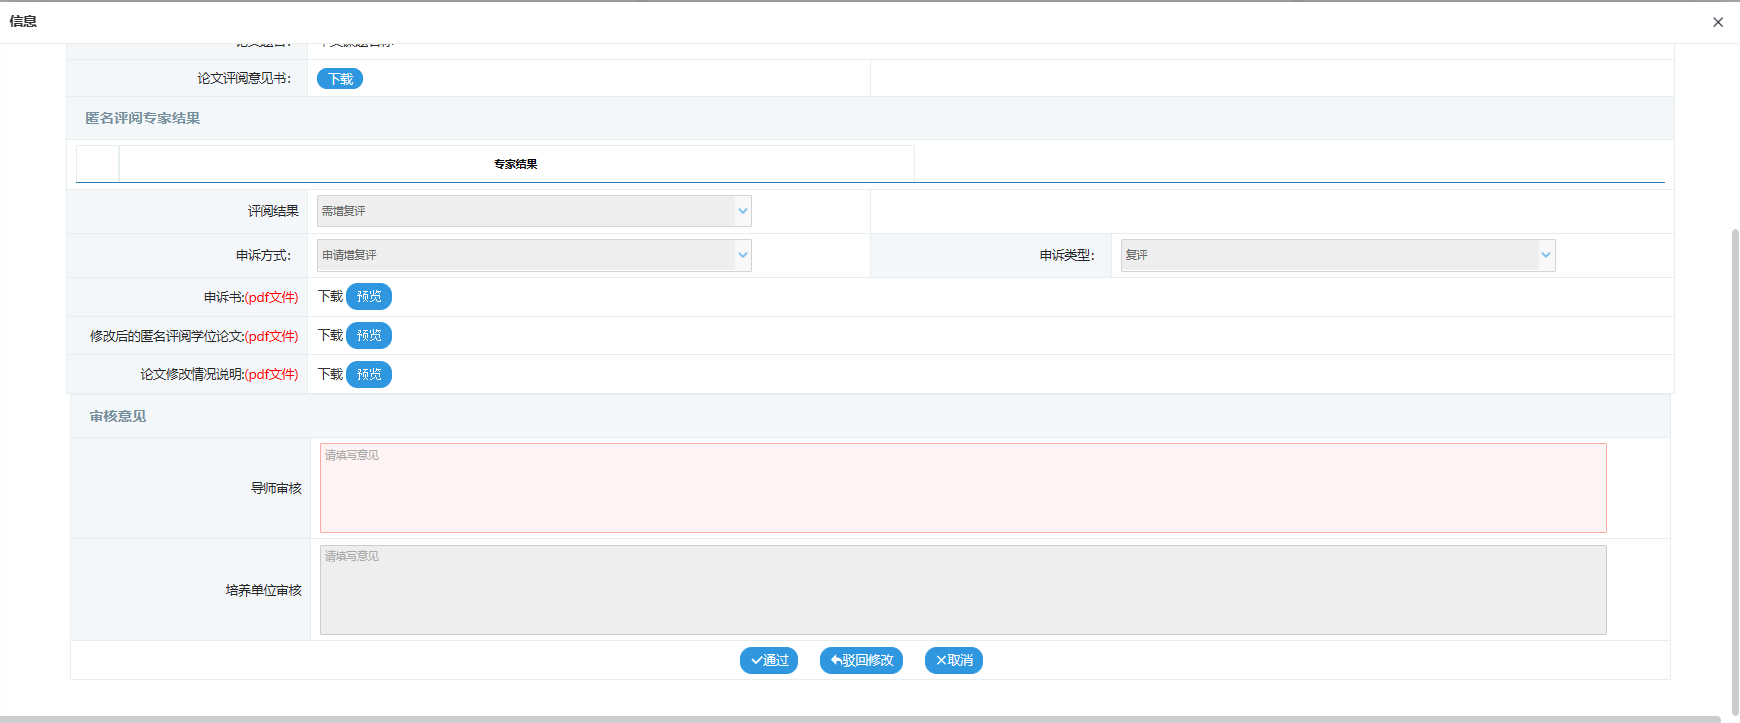 信息
论文评阅意见书: 下载
匿名评阅专家结果
专家结果
评阅结果 需增复评
申诉方式: 申请增复评 申诉类型: 复评
申诉书:(pdf文件) 下载 预览
修改后的匿名评阅学位论文:(pdf文件) 下载 预览
论文修改情况说明:(pdf文件) 下载 预览
审核意见
请填写意见
导师审核
请填写意见
培养单位审核
通过 驳回修改 取消